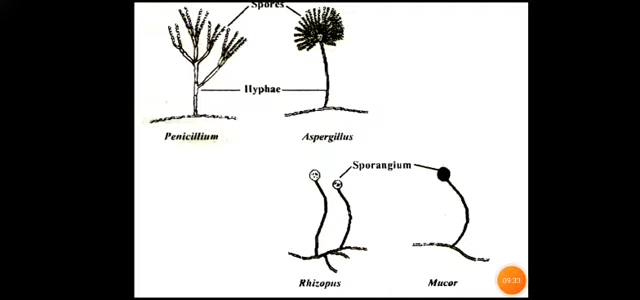 Spores
Hyphae
Penicillium
Aspergillus
Sporangium
Rhizopus
Mucor
09:33